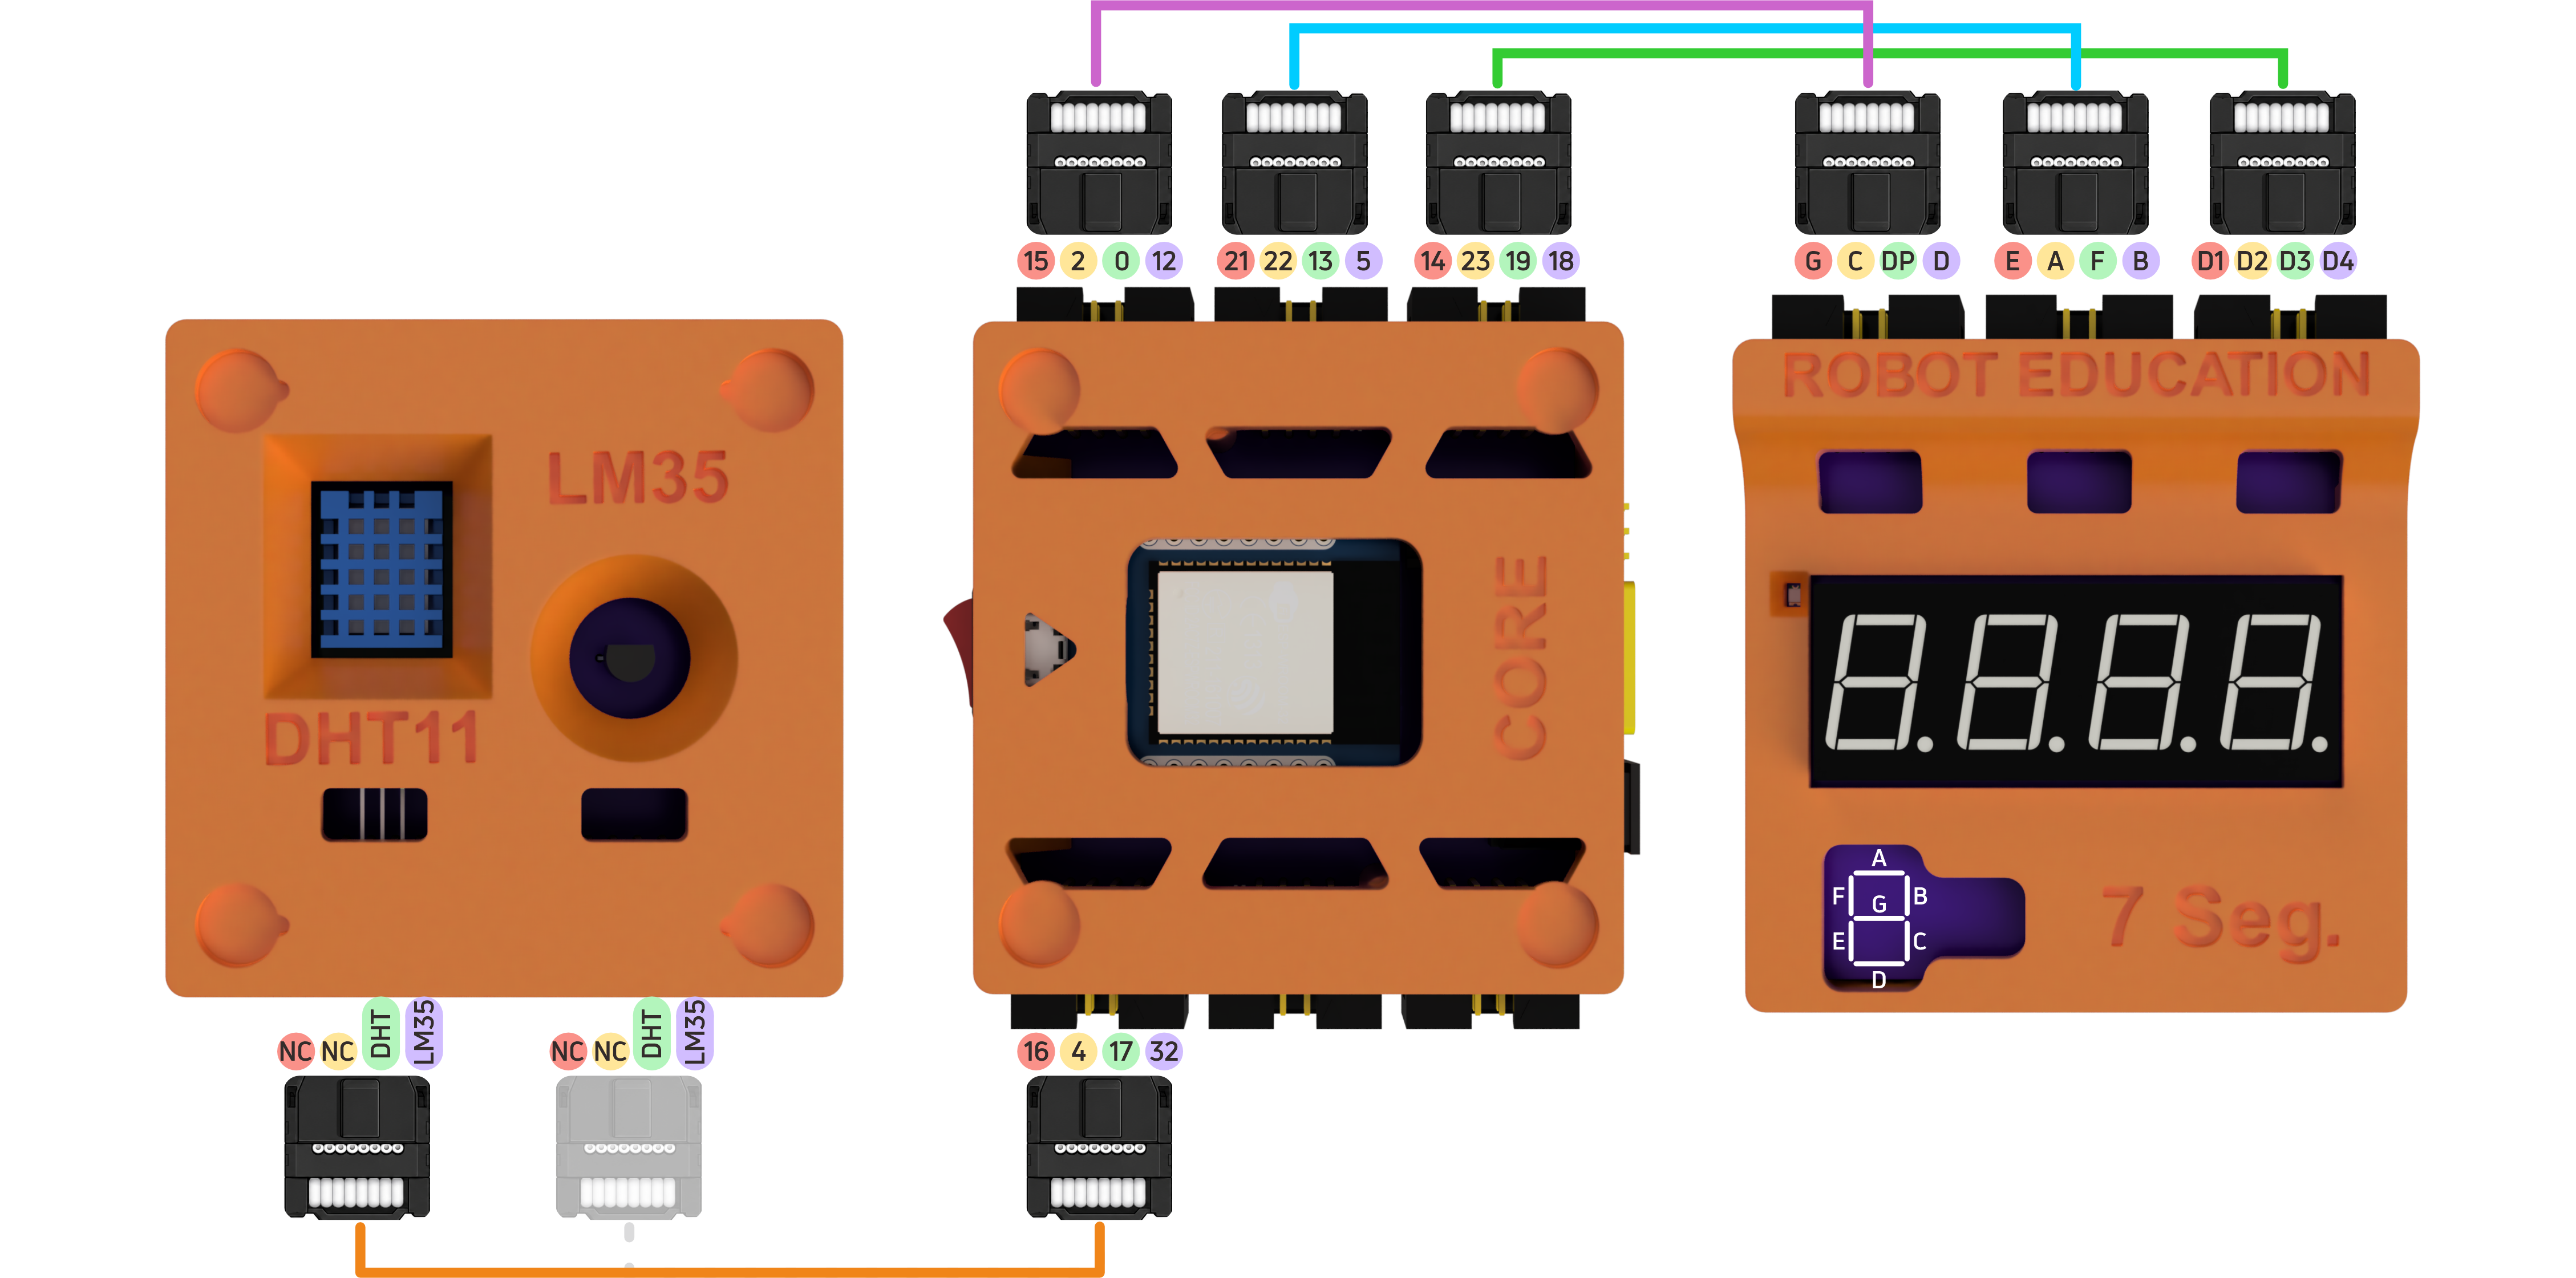 15 2 0 12 21 22 13 5 14 23 19 18 G C DP D E A F B D1 D2 D3 D4
ROBOT EDUCATION
LM35
DHT11
CORE
A
F B
G
E C
D
7 Seg.
NC NC DHT LM35 NC NC DHT LM35 16 4 17 32